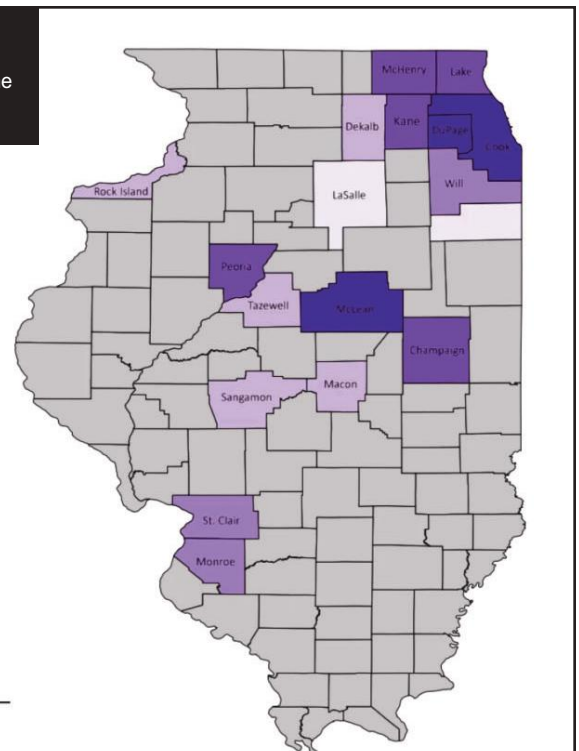 e
McHenry
Lake
Dekalb
Kane
DuPage
Cook
Rock Island
LaSalle
Will
Peoria
Tazewell
McLean
Champaign
Sangamon
Macon
St. Clair
Monroe